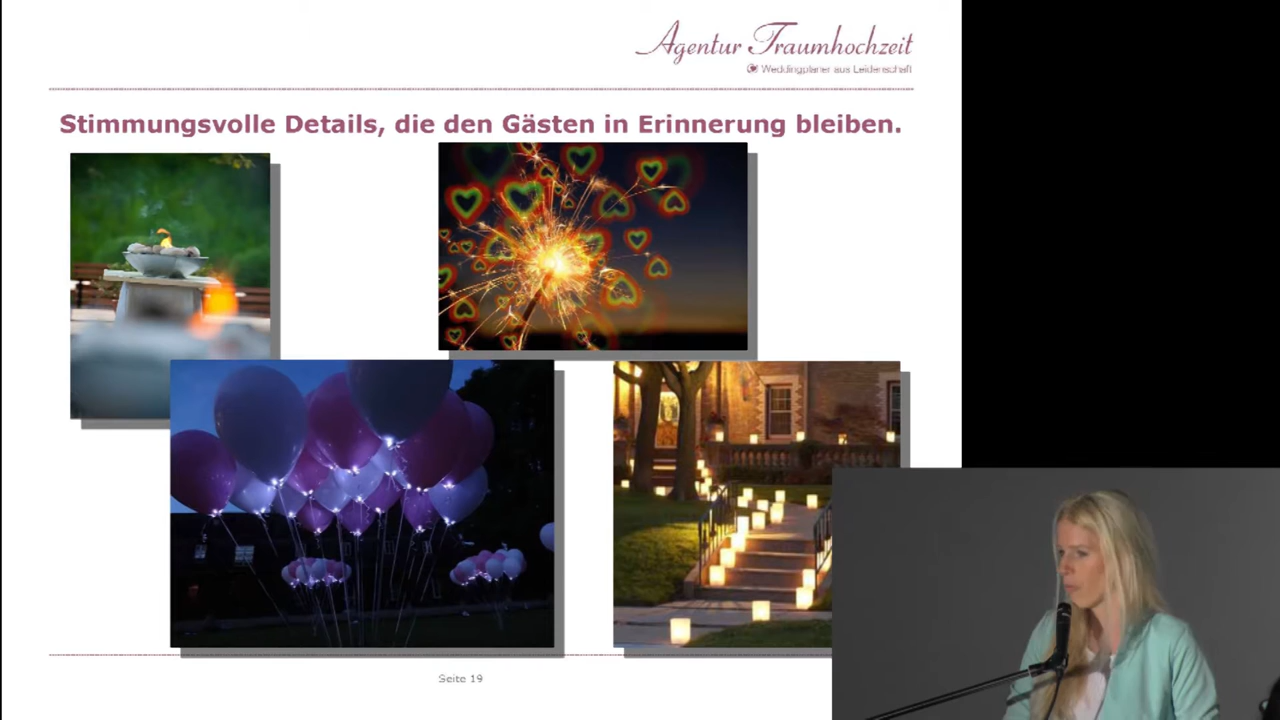 Agentur Traumhochzeit
Weddingplaner aus Leidenschaft
Stimmungsvolle Details, die den Gästen in Erinnerung bleiben.
Seite 19